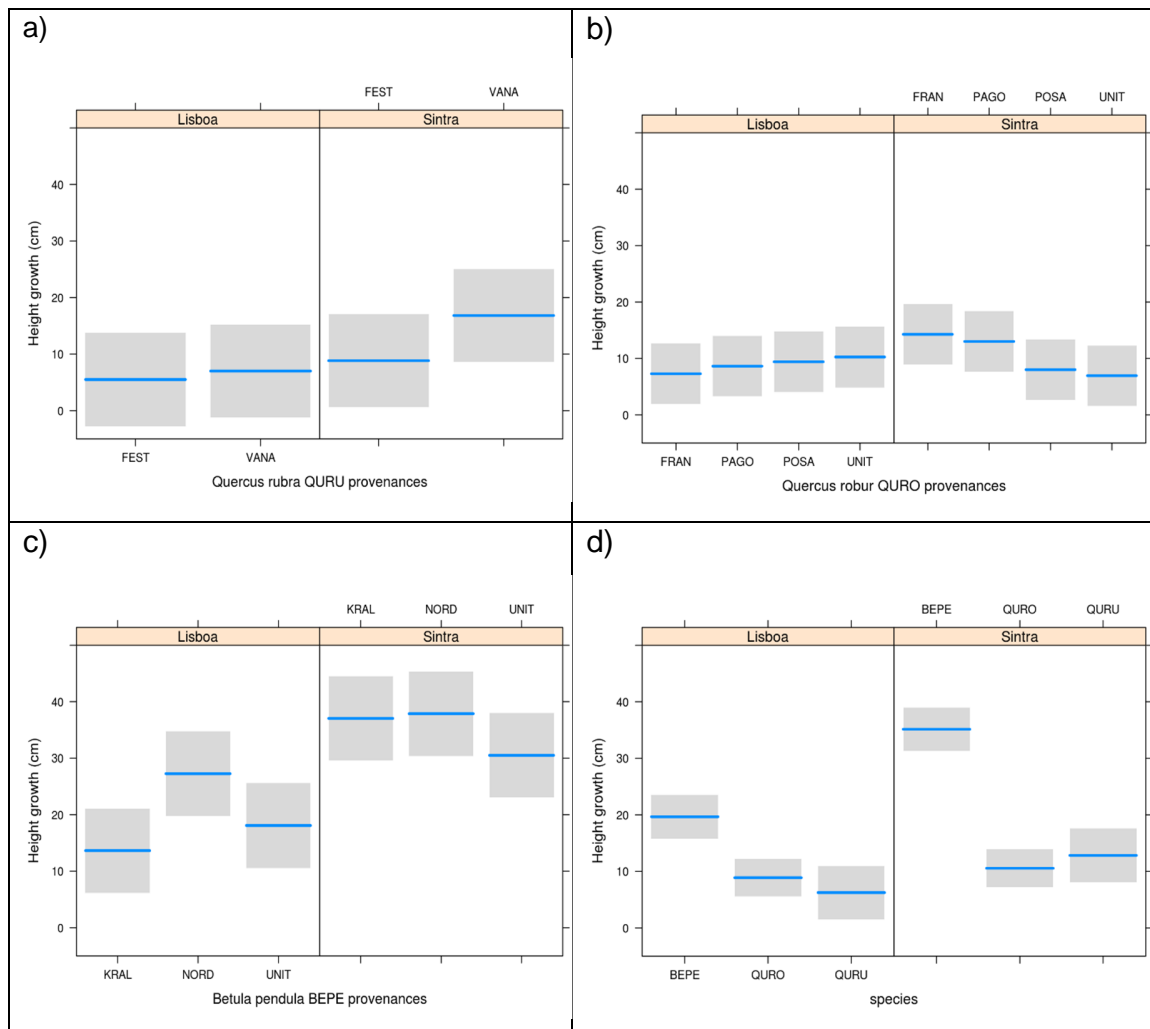 a)
FEST VANA
Lisboa Sintra
40
30
20
10
0
Height growth (cm)
FEST VANA
Quercus rubra QURU provenances
b)
FRAN PAGO POSA UNIT
Lisboa Sintra
40
30
20
10
0
Height growth (cm)
FRAN PAGO POSA UNIT
Quercus robur QURO provenances
c)
KRAL NORD UNIT
Lisboa Sintra
40
30
20
10
0
Height growth (cm)
KRAL NORD UNIT
Betula pendula BEPE provenances
d)
BEPE QURO QURU
Lisboa Sintra
40
30
20
10
0
Height growth (cm)
BEPE QURO QURU
species